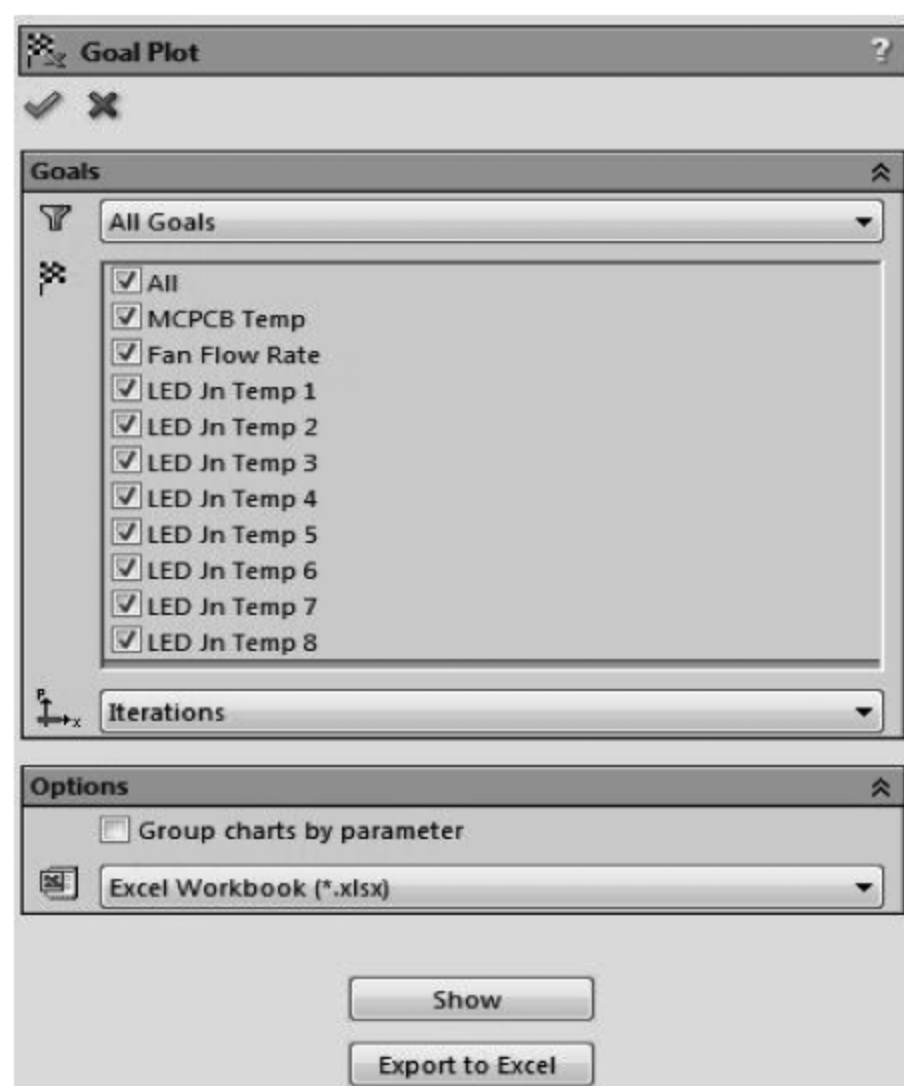 Goal Plot ?
Goals
All Goals
All
MCPCB Temp
Fan Flow Rate
LED Jn Temp 1
LED Jn Temp 2
LED Jn Temp 3
LED Jn Temp 4
LED Jn Temp 5
LED Jn Temp 6
LED Jn Temp 7
LED Jn Temp 8
P
x
Iterations
Options
Group charts by parameter
Excel Workbook (*.xlsx)
Show
Export to Excel